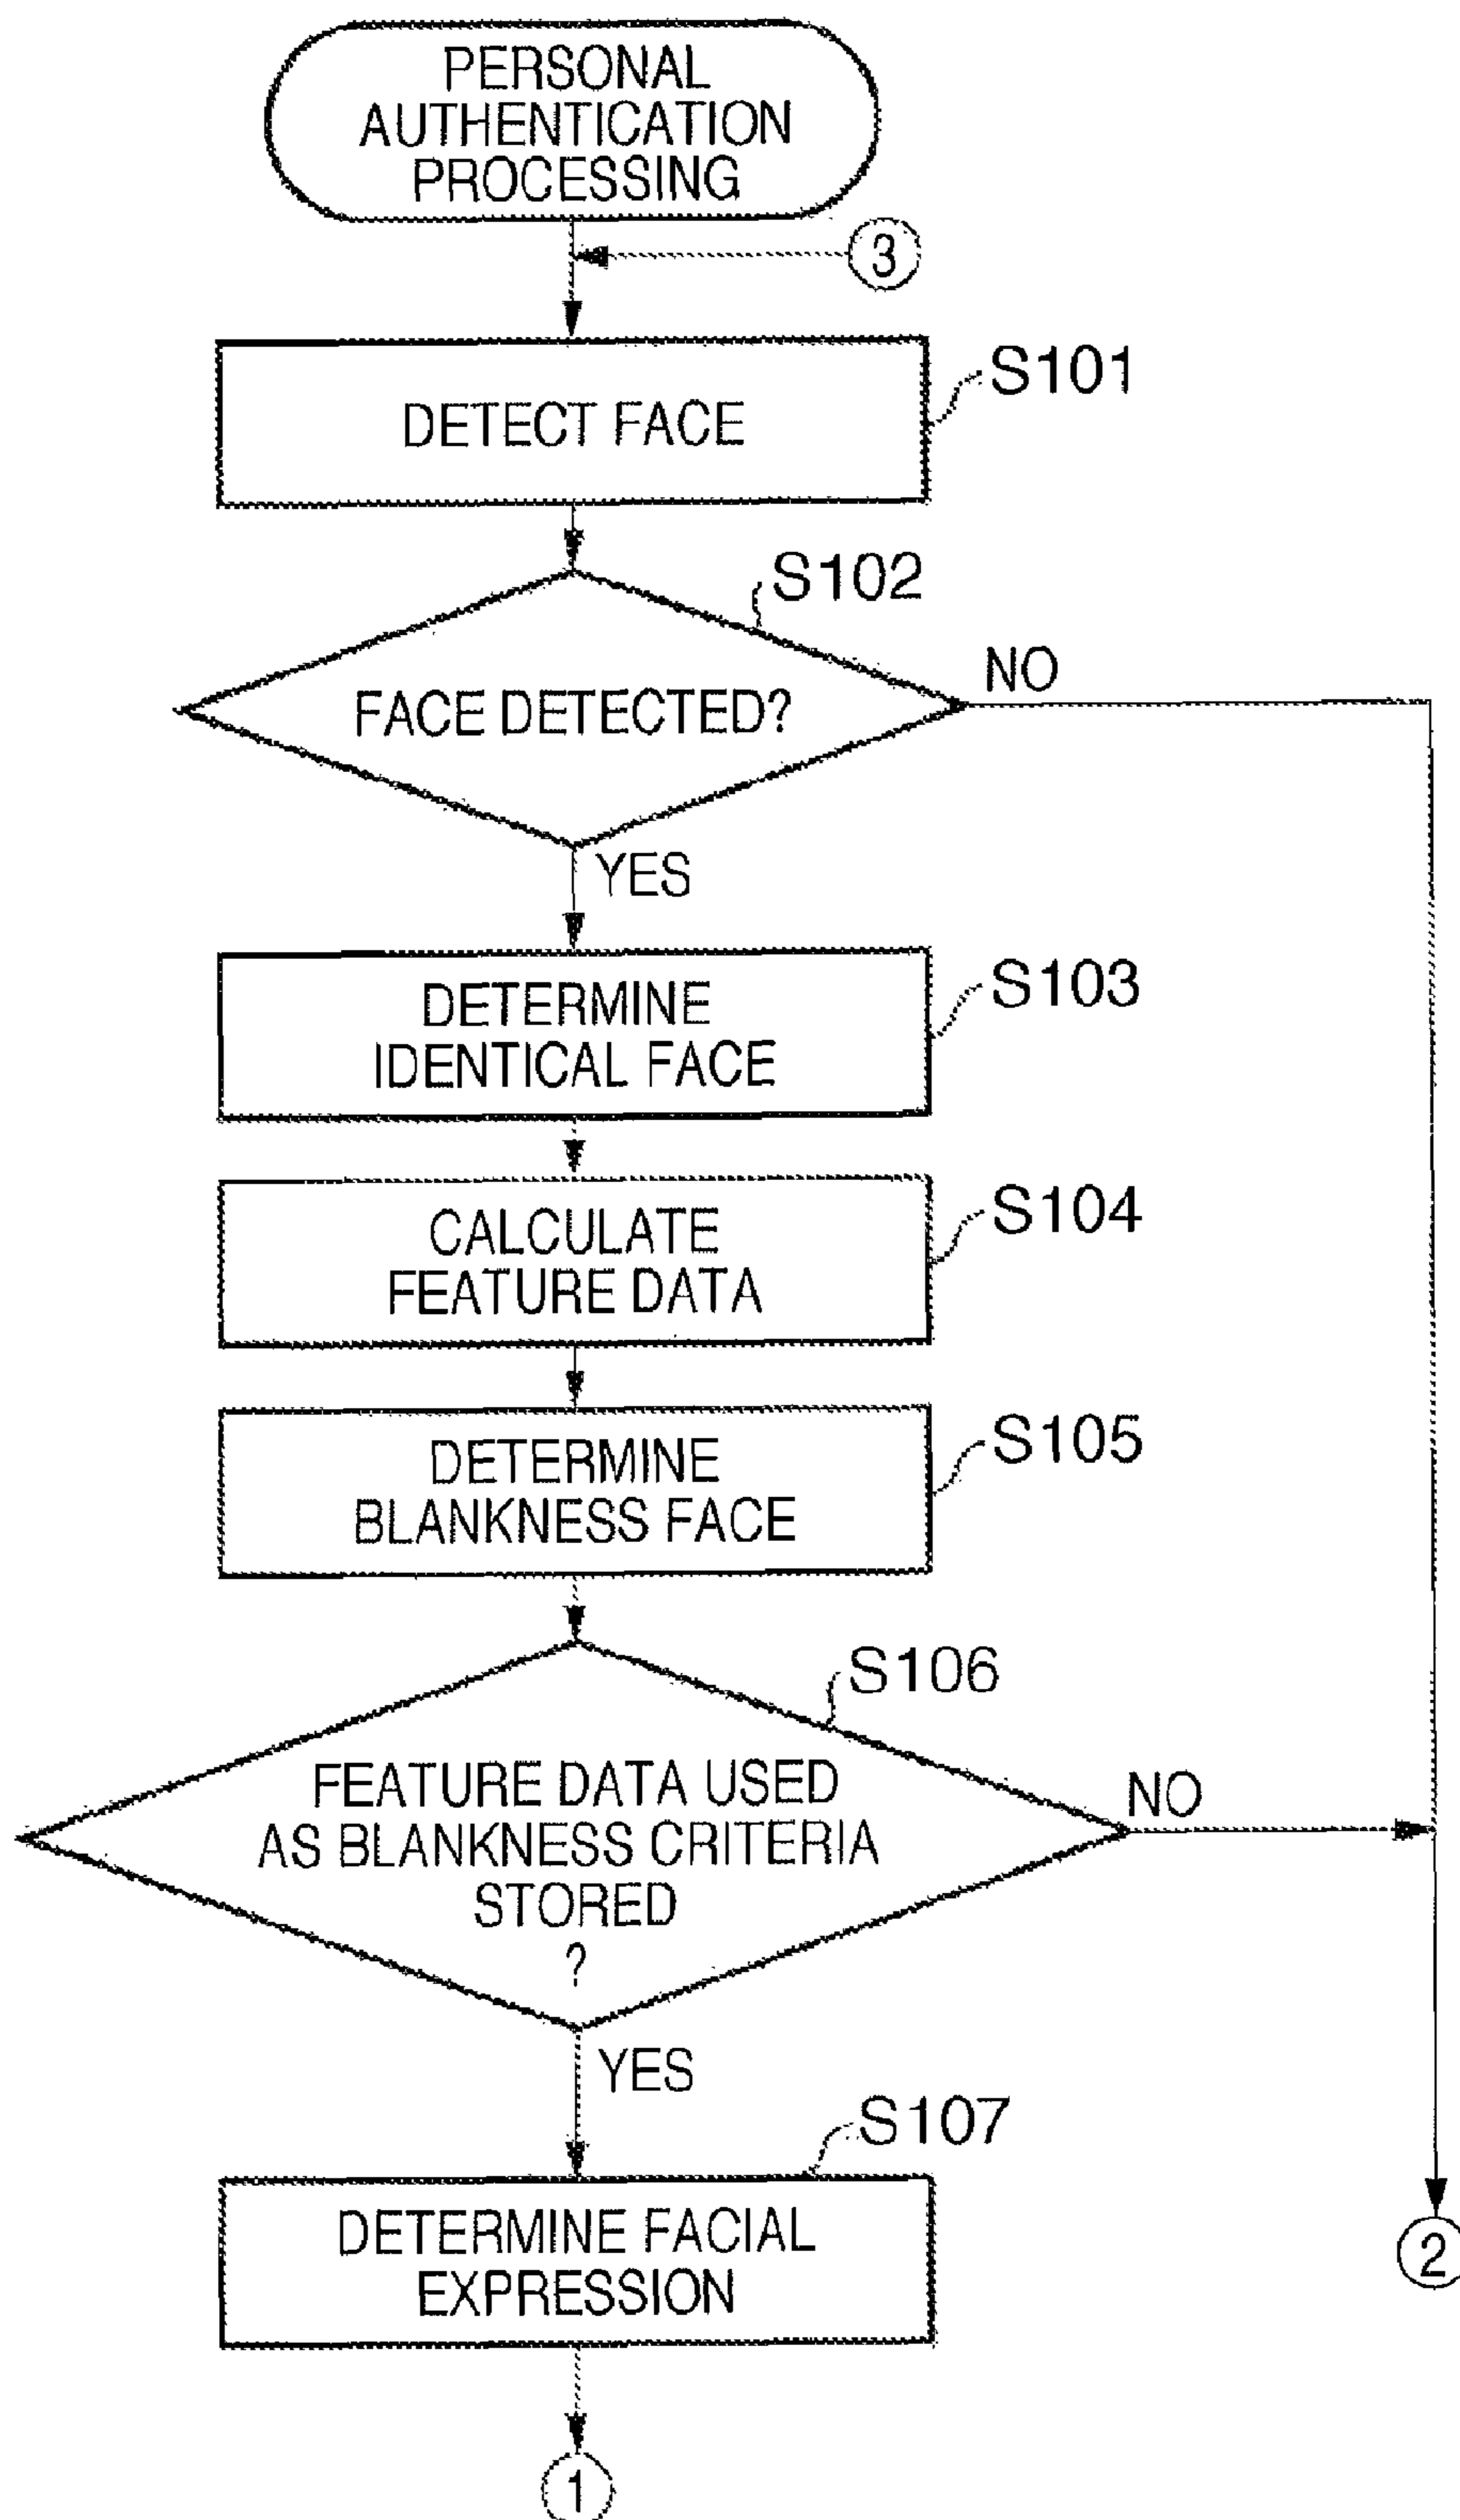 PERSONAL
AUTHENTICATION
PROCESSING
3
S101
DETECT FACE
S102
NO
FACE DETECTED?
YES
S103
DETERMINE
IDENTICAL FACE
S104
CALCULATE
FEATURE DATA
S105
DETERMINE
BLANKNESS FACE
S106
FEATURE DATA USED
NO
AS BLANKNESS CRITERIA
STORED
?
YES
S107
DETERMINE FACIAL
EXPRESSION
2
1